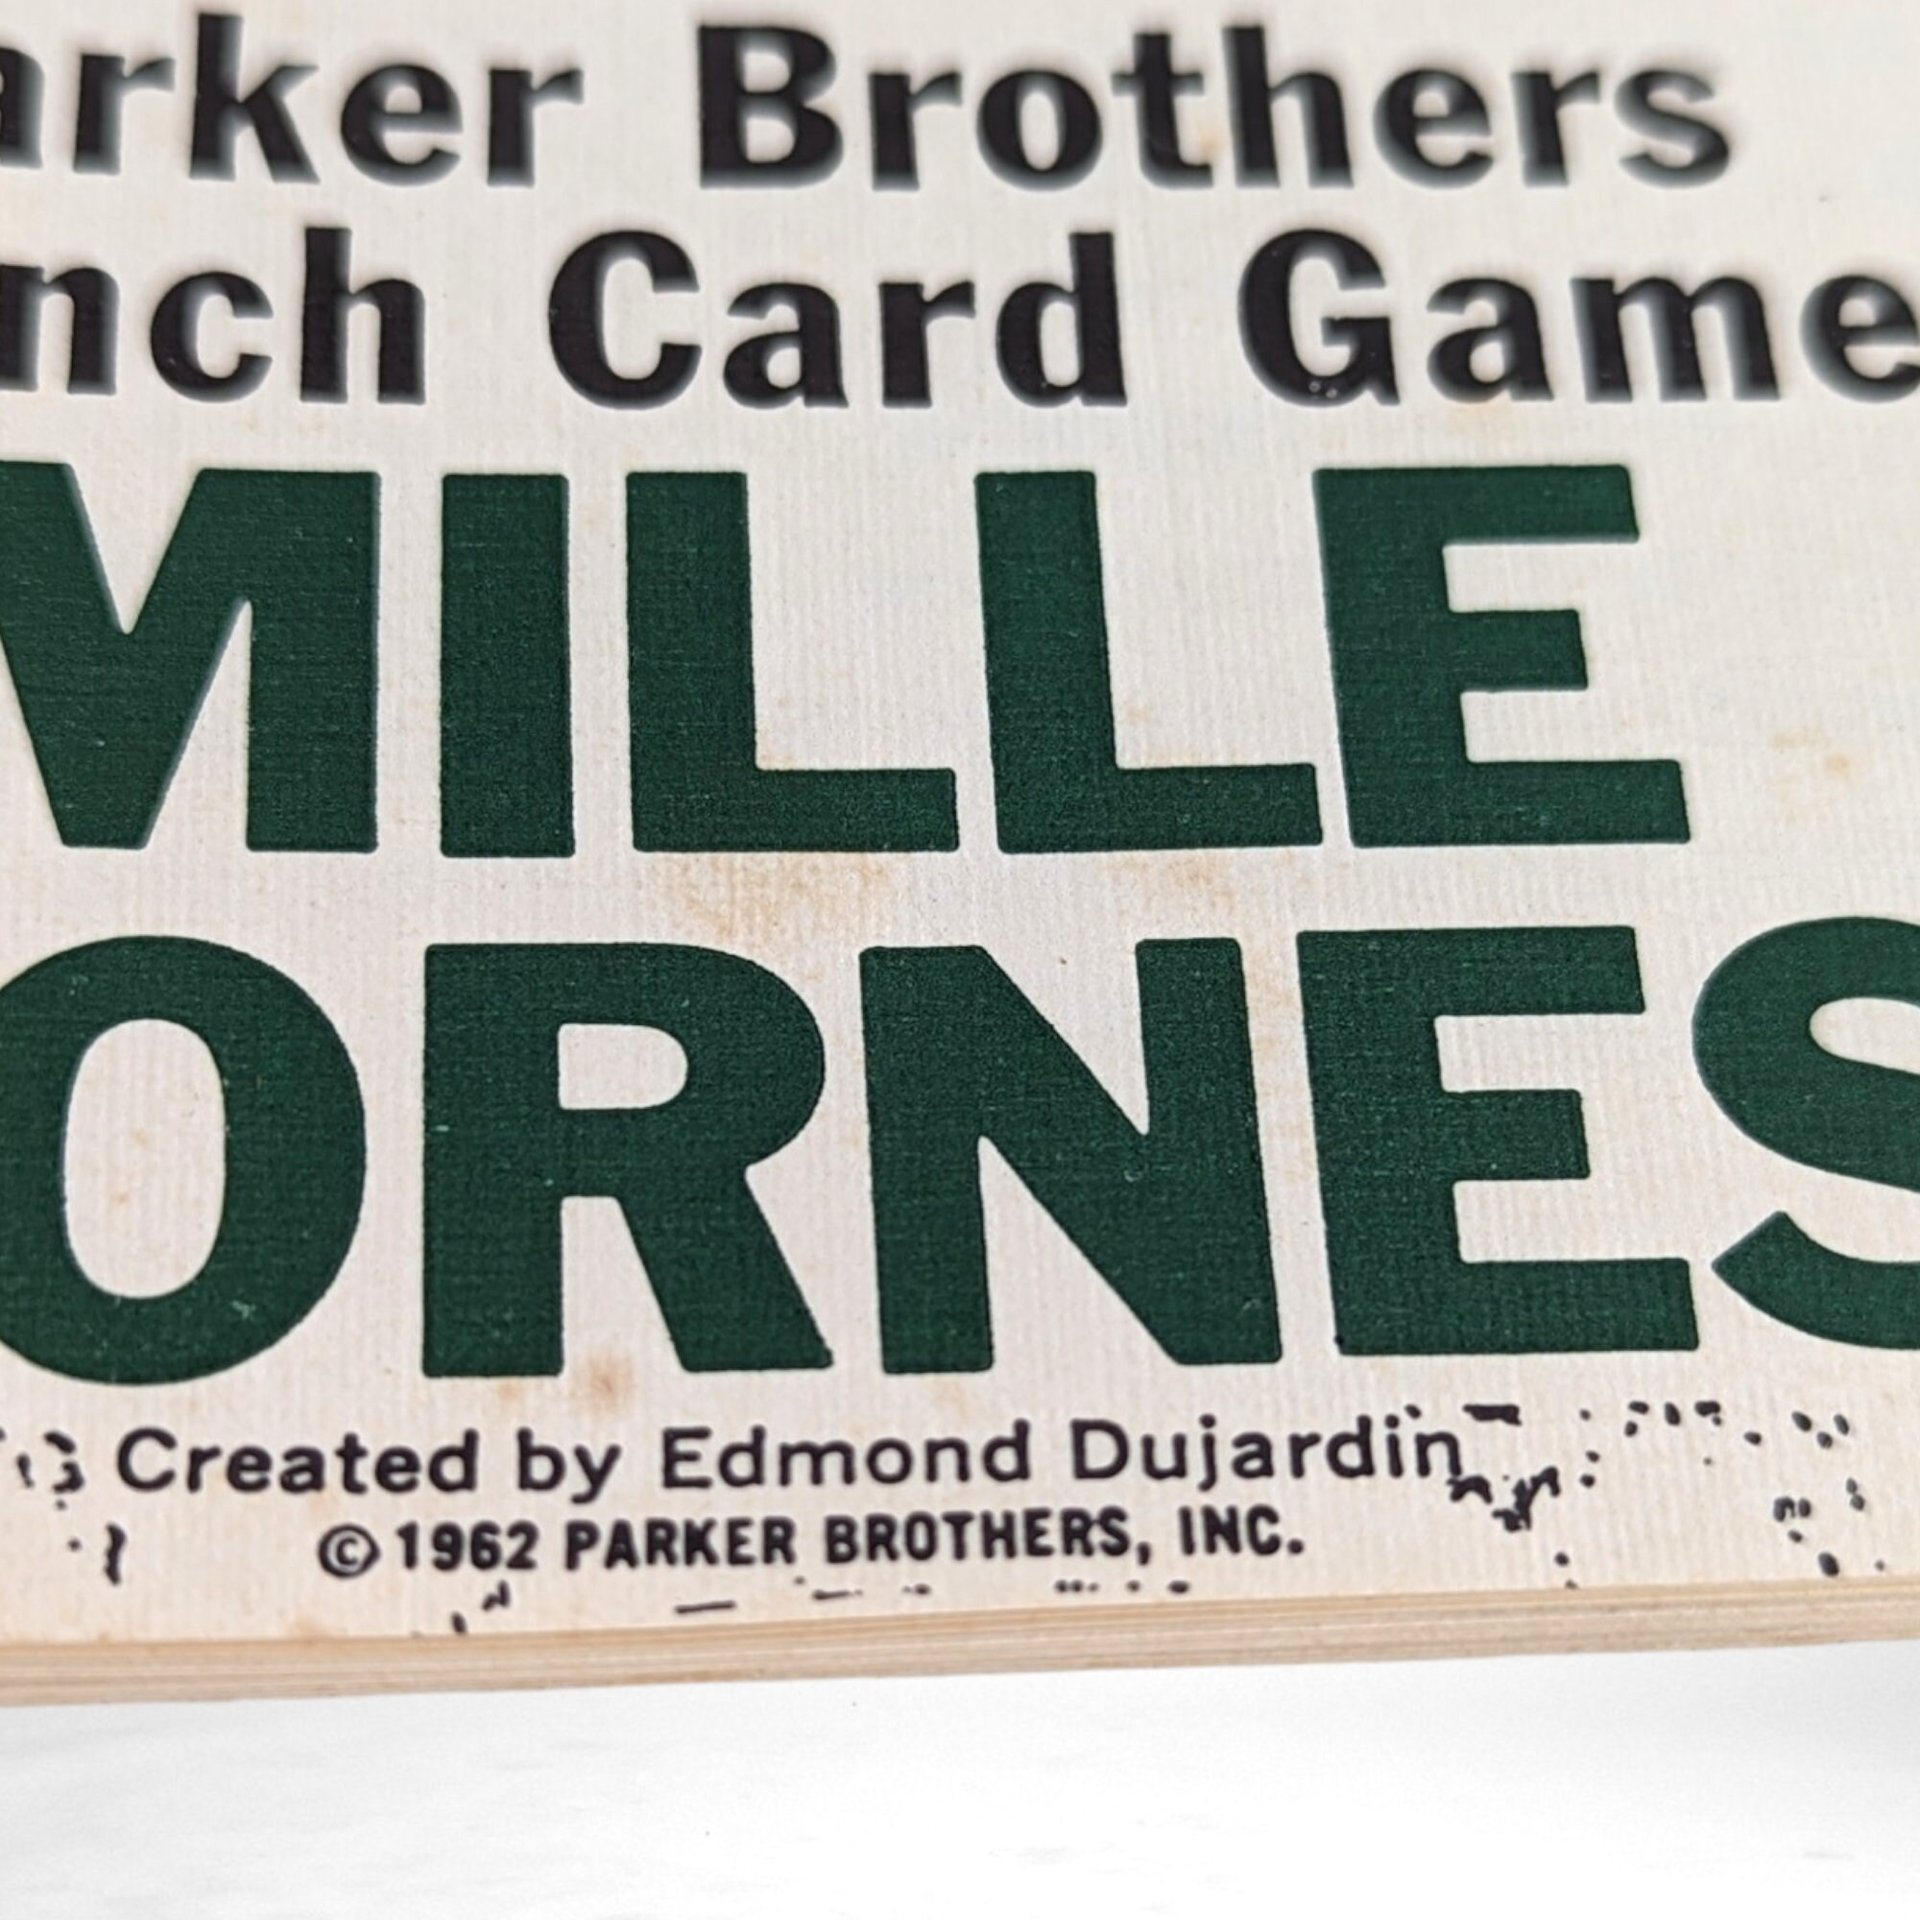 arker Brothers
nch Card Game
MILLE
ORNES
Created by Edmond Dujardin
© 1962 PARKER BROTHERS, INC.